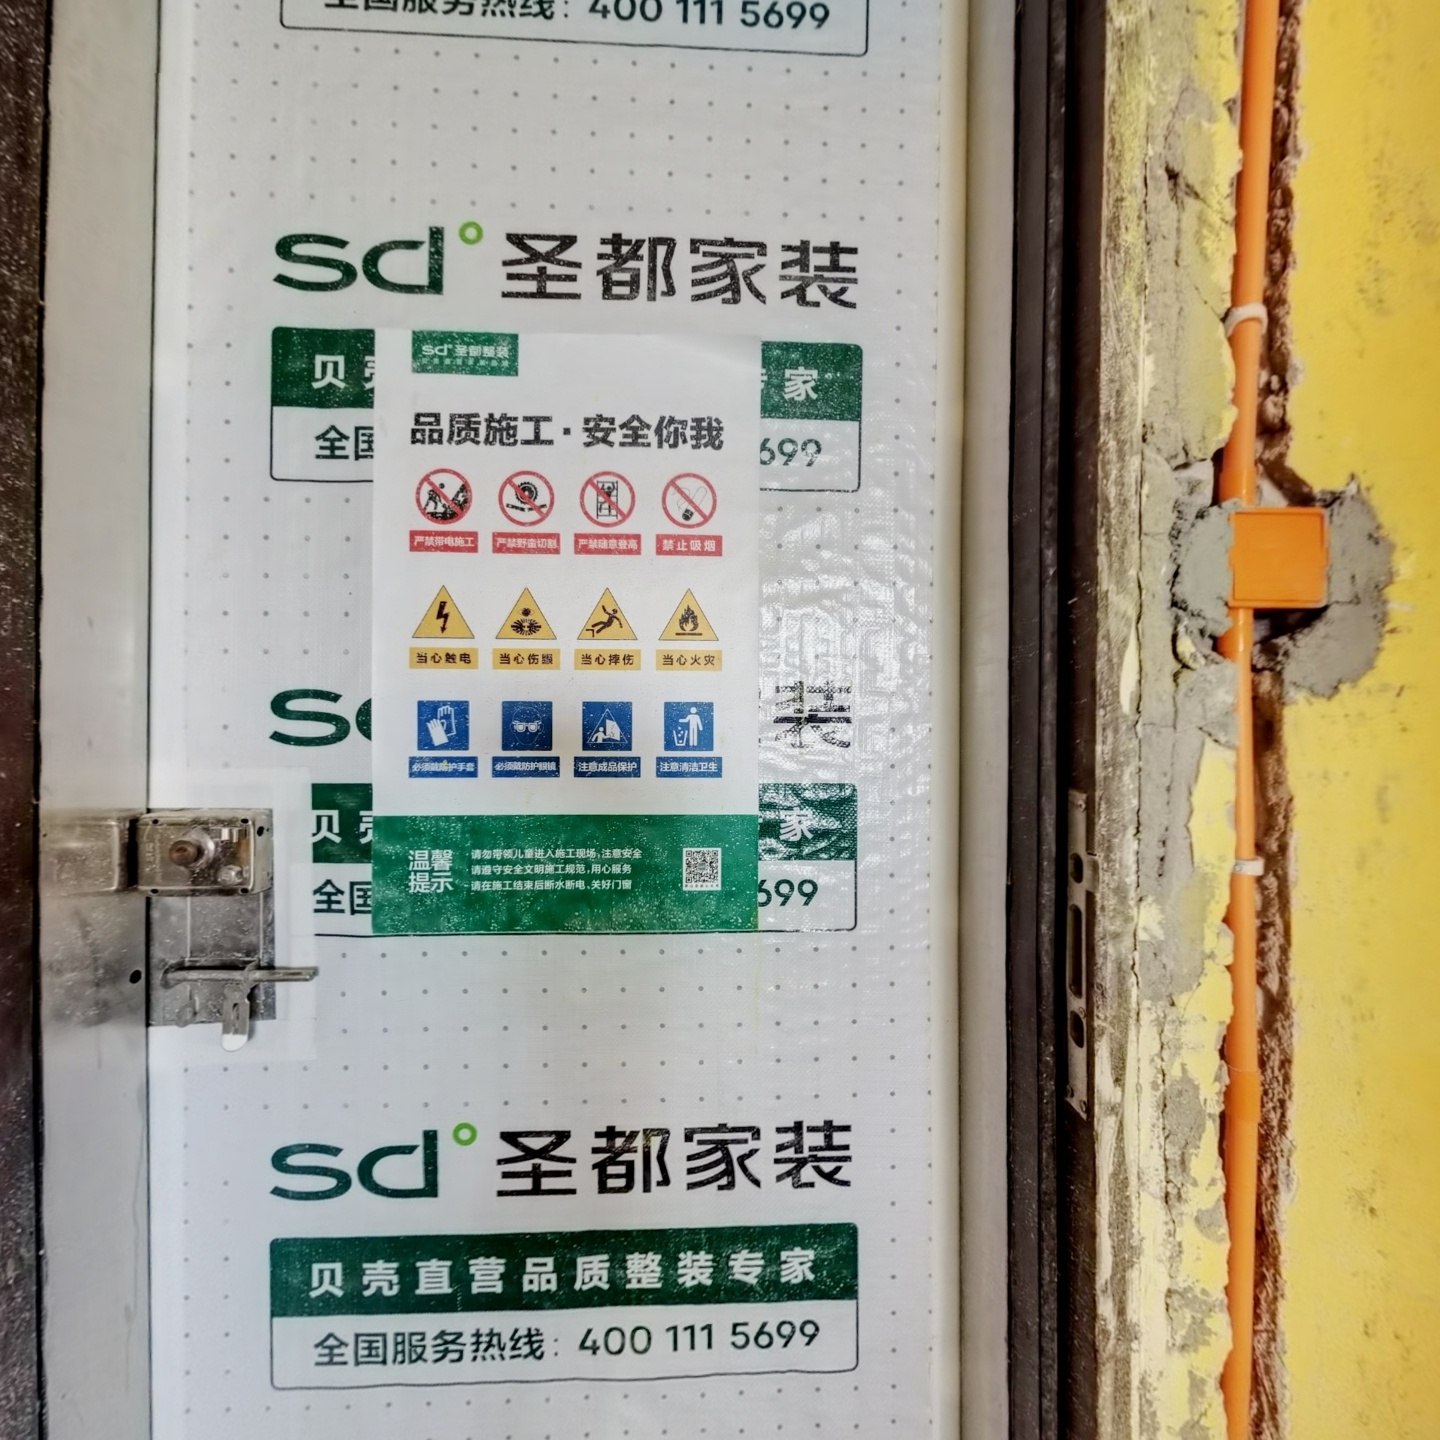 全国服务热线：400 111 5699
sd° 圣都家装
贝壳
专家
sd° 圣都整装
全国
5699
品质施工·安全你我
严禁带电施工 严禁野蛮切割 严禁随意登高 禁止吸烟
当心触电 当心伤眼 当心摔伤 当心火灾
装
必须戴防护手套 必须戴防护眼镜 注意成品保护 注意清洁卫生
贝壳
家
温馨
提示
请勿带领儿童进入施工现场,注意安全
请遵守安全文明施工规范,用心服务
请在施工结束后断水断电,关好门窗
全国
5699
sd° 圣都家装
贝壳直营品质整装专家
全国服务热线：400 111 5699